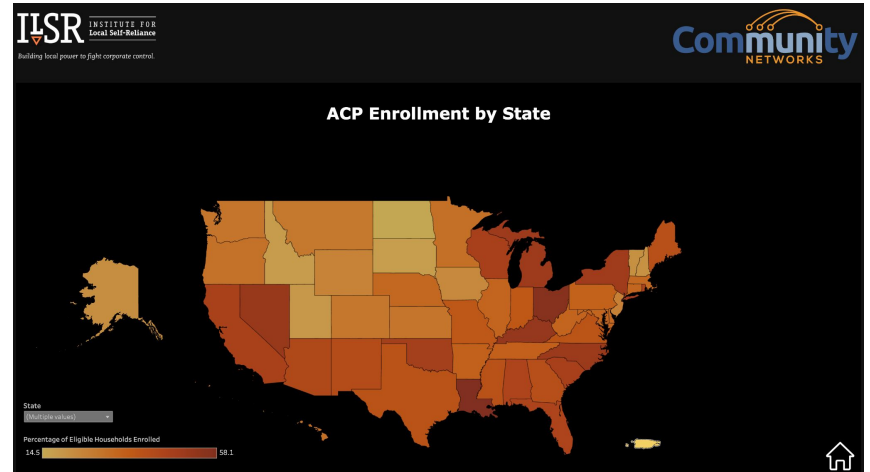 ILSR INSTITUTE FOR
Local Self-Reliance
Building local power to fight corporate control.
Community
NETWORKS
ACP Enrollment by State
State
(Multiple values)
Percentage of Eligible Households Enrolled
14.5 58.1